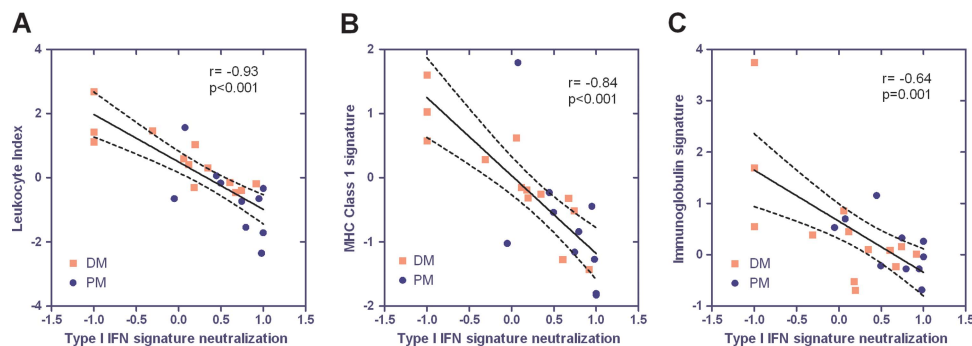 A
B
C
4
2
0
-2
-4
Leukocyte Index
r= -0.93
p<0.001
DM
PM
-1.5 -1.0 -0.5 0.0 0.5 1.0 1.5
Type I IFN signature neutralization
2
1
0
-1
-2
MHC Class 1 signature
r= -0.84
p<0.001
DM
PM
-1.5 -1.0 -0.5 0.0 0.5 1.0 1.5
Type I IFN signature neutralization
4
3
2
1
0
-1
Immunoglobulin signature
r= -0.64
p=0.001
DM
PM
-1.5 -1.0 -0.5 0.0 0.5 1.0 1.5
Type I IFN signature neutralization